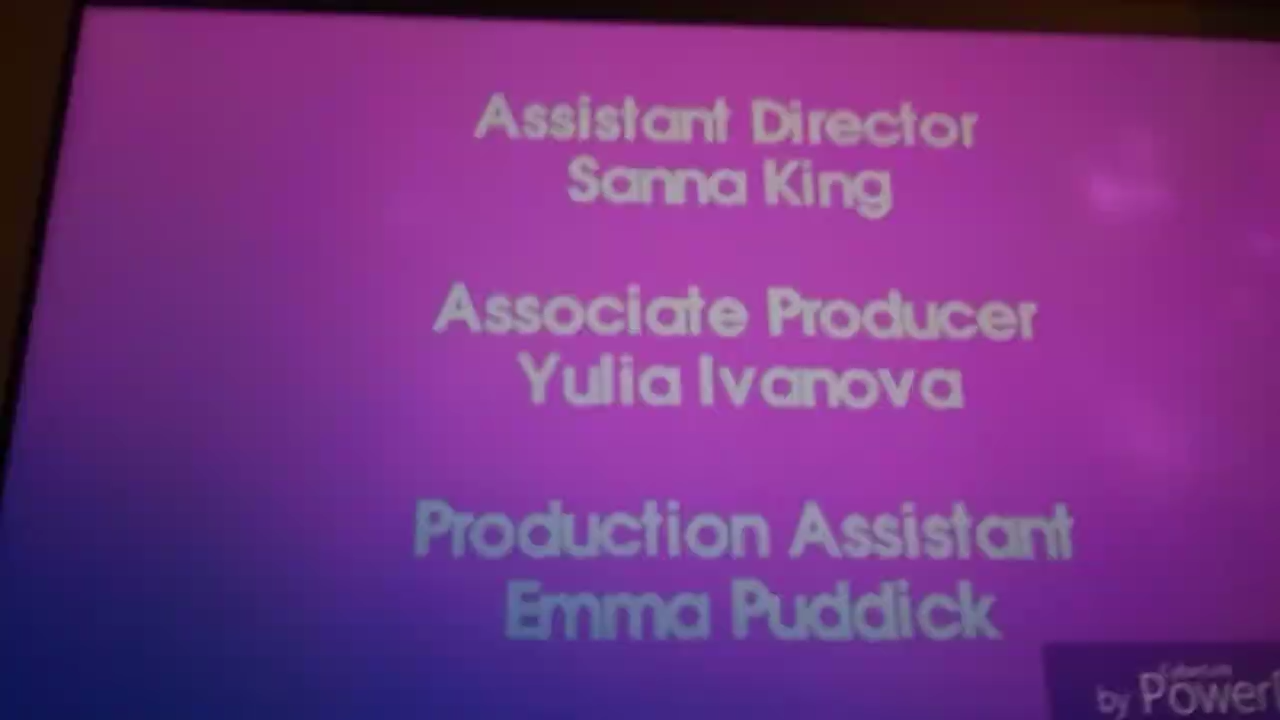 Assistant Director
Sanna King
Associate Producer
Yulia Ivanova
Production Assistant
Emma Puddick
by Power